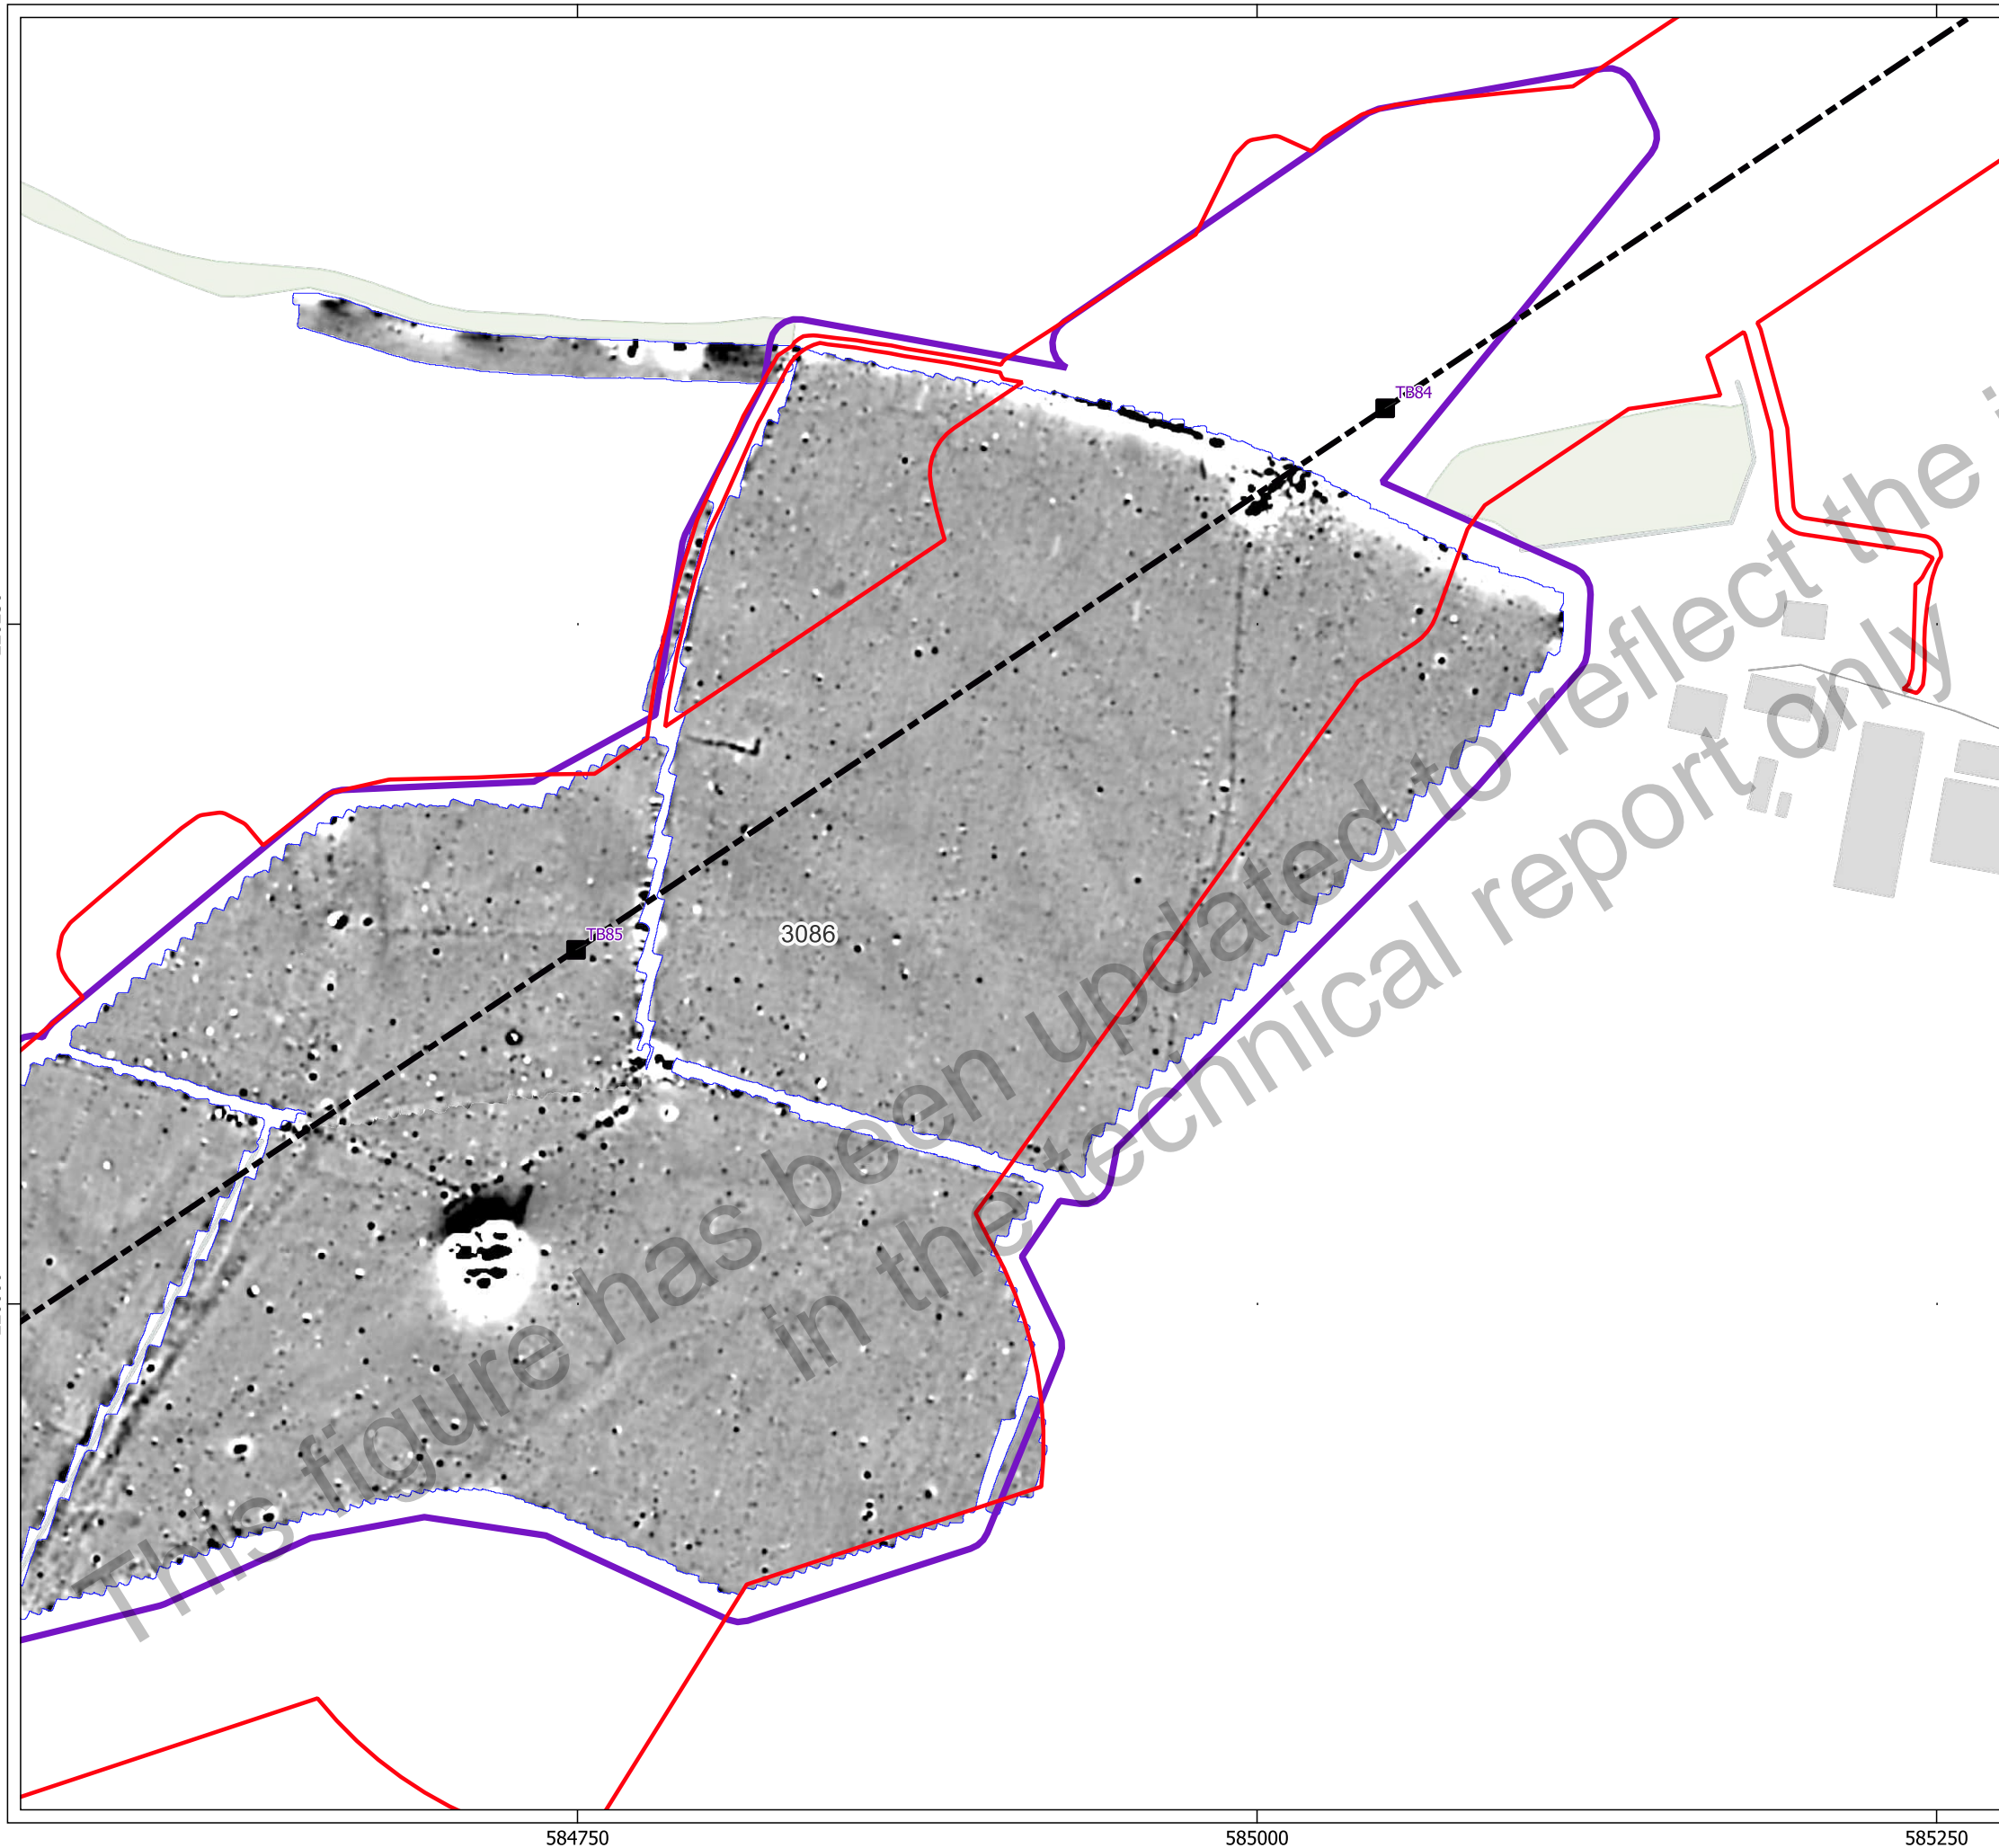 TB84
TB85
3086
This figure has been updated to reflect the
in the technical report only
584750
585000
585250